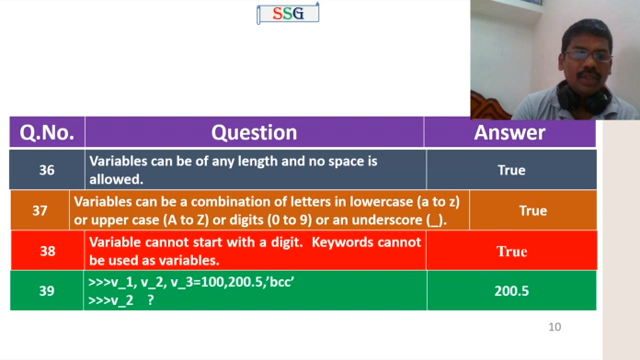 SSG
Q.No. Question Answer
36 Variables can be of any length and no space is allowed. True
37 Variables can be a combination of letters in lowercase (a to z) or upper case (A to Z) or digits (0 to 9) or an underscore (_). True
38 Variable cannot start with a digit. Keywords cannot be used as variables. True
39 >>>v_1, v_2, v_3=100,200.5,’bcc’
>>>v_2 ? 200.5
10